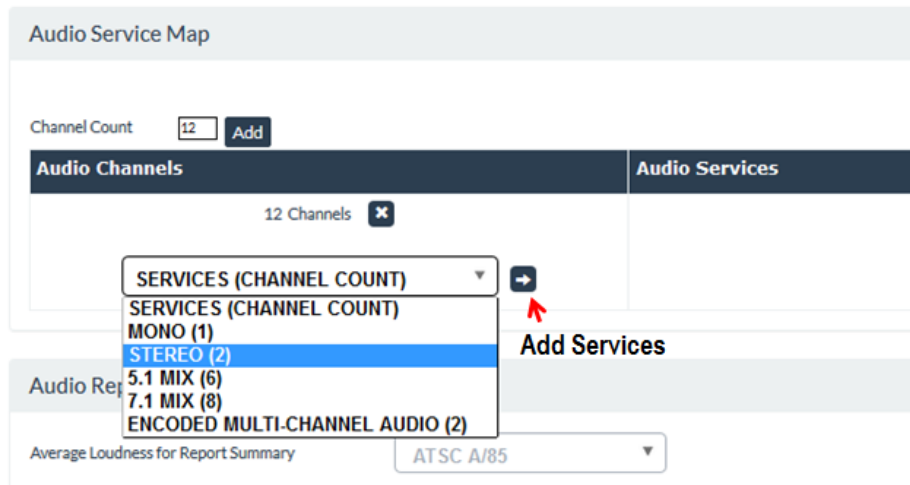 Audio Service Map
Channel Count 12 Add
Audio Channels Audio Services
12 Channels
SERVICES (CHANNEL COUNT)
SERVICES (CHANNEL COUNT)
MONO (1)
STEREO (2)
5.1 MIX (6)
7.1 MIX (8)
ENCODED MULTI-CHANNEL AUDIO (2)
Add Services
Audio Rep
Average Loudness for Report Summary ATSC A/85